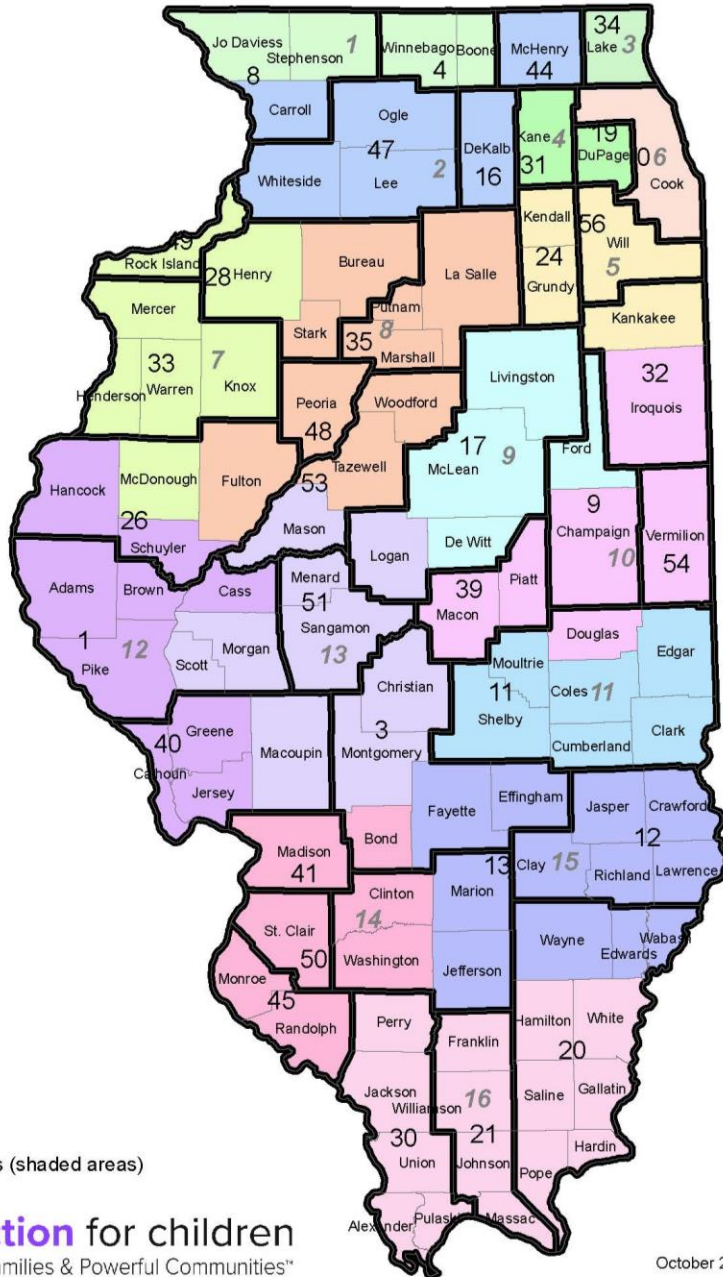 34
Jo Daviess
Stephenson
1
Winnebago
Boone
McHenry
Lake
3
8
4
44
Carroll
Ogle
Kane
4
19
47
DeKalb
DuPage
0
6
31
Whiteside
Lee
2
16
Cook
Kendall
56
Will
49
Rock Island
28
Henry
Bureau
La Salle
24
5
Grundy
Mercer
Putnam
Kankakee
Stark
35
8
Marshall
33
7
Livingston
32
Henderson
Warren
Knox
Peoria
Woodford
Iroquois
48
17
9
Ford
McLean
Hancock
McDonough
Fulton
Tazewell
53
9
26
Mason
Champaign
Vermilion
Schuyler
Logan
De Witt
10
54
Adams
Brown
Cass
Menard
39
Piatt
51
Macon
1
12
Sangamon
Douglas
Pike
Scott
Morgan
13
Moultrie
Edgar
Christian
11
Coles
11
Shelby
40
Greene
3
Clark
Macoupin
Montgomery
Cumberland
Calhoun
Jersey
Fayette
Effingham
Jasper
Crawford
Bond
12
Madison
13
Clay
15
41
Marion
Richland
Lawrence
Clinton
14
St. Clair
Wayne
Wabash
50
Washington
Edwards
Monroe
Jefferson
45
Randolph
Perry
Hamilton
White
Franklin
20
Jackson
16
Saline
Gallatin
Williamson
30
21
Union
Johnson
Hardin
s (shaded areas)
Pope
Alexander
Pulaski
Massac
tion for children
milies & Powerful Communities™
October 2